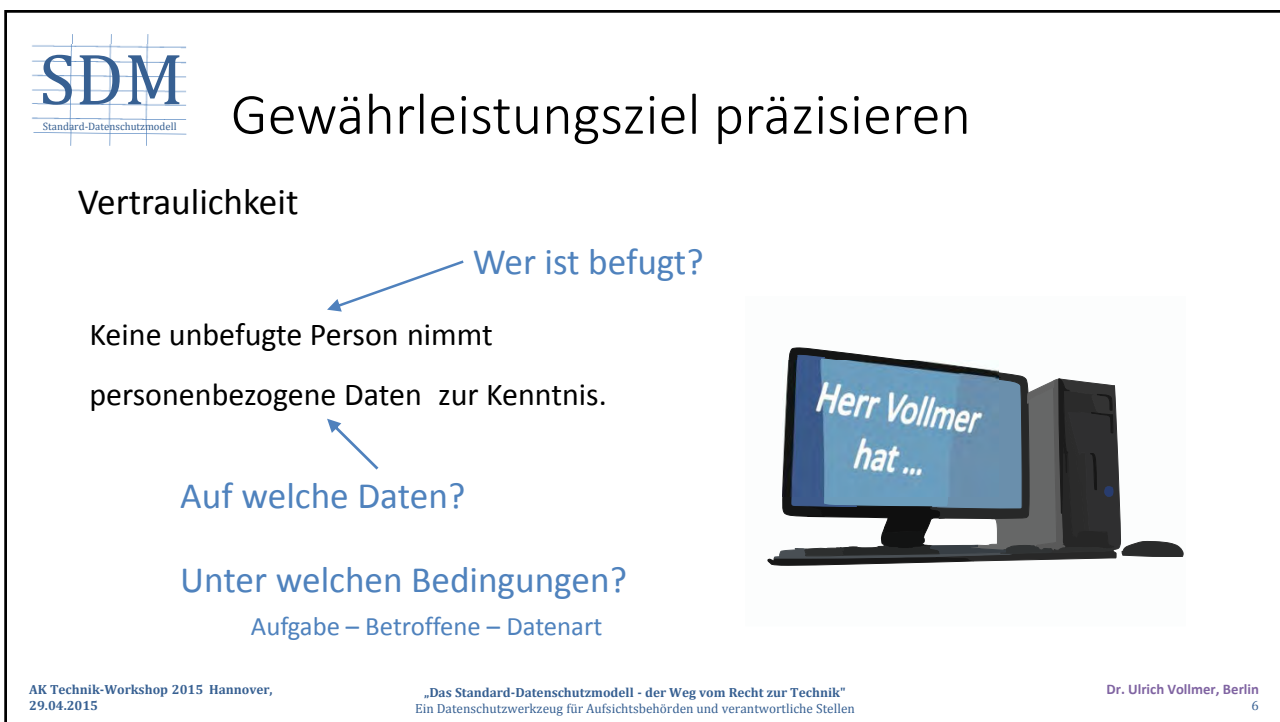 SDM
Standard-Datenschutzmodell
Gewährleistungsziel präzisieren
Vertraulichkeit
Wer ist befugt?
Keine unbefugte Person nimmt
personenbezogene Daten zur Kenntnis.
Herr Vollmer
hat ...
Auf welche Daten?
Unter welchen Bedingungen?
Aufgabe – Betroffene – Datenart
AK Technik-Workshop 2015 Hannover,
29.04.2015
„Das Standard-Datenschutzmodell - der Weg vom Recht zur Technik"
Ein Datenschutzwerkzeug für Aufsichtsbehörden und verantwortliche Stellen
Dr. Ulrich Vollmer, Berlin
6